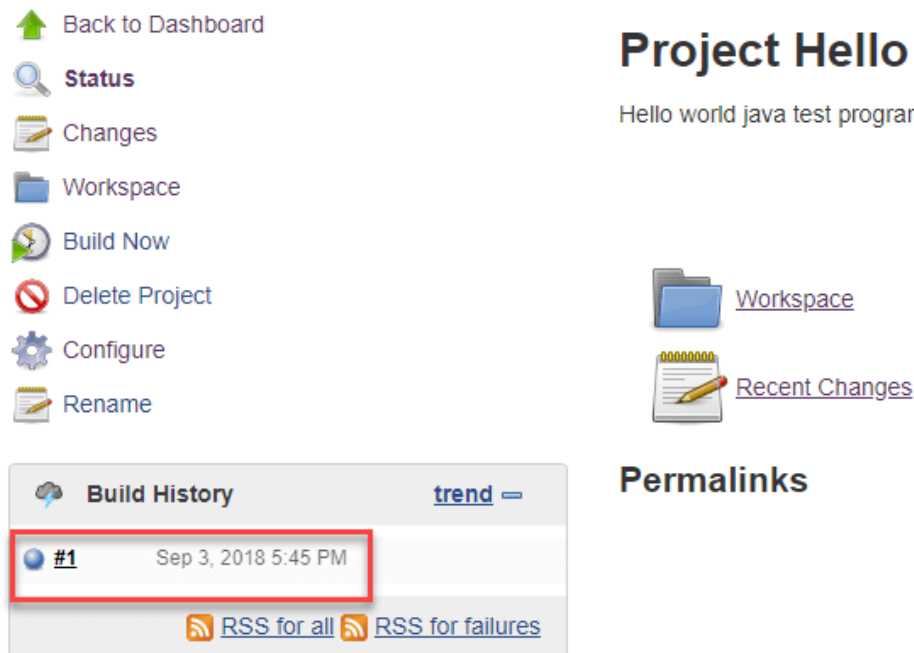 Back to Dashboard
Status
Changes
Workspace
Build Now
Delete Project
Configure
Rename
Build History trend
#1 Sep 3, 2018 5:45 PM
RSS for all RSS for failures
Project Hello
Hello world java test program
Workspace
Recent Changes
Permalinks